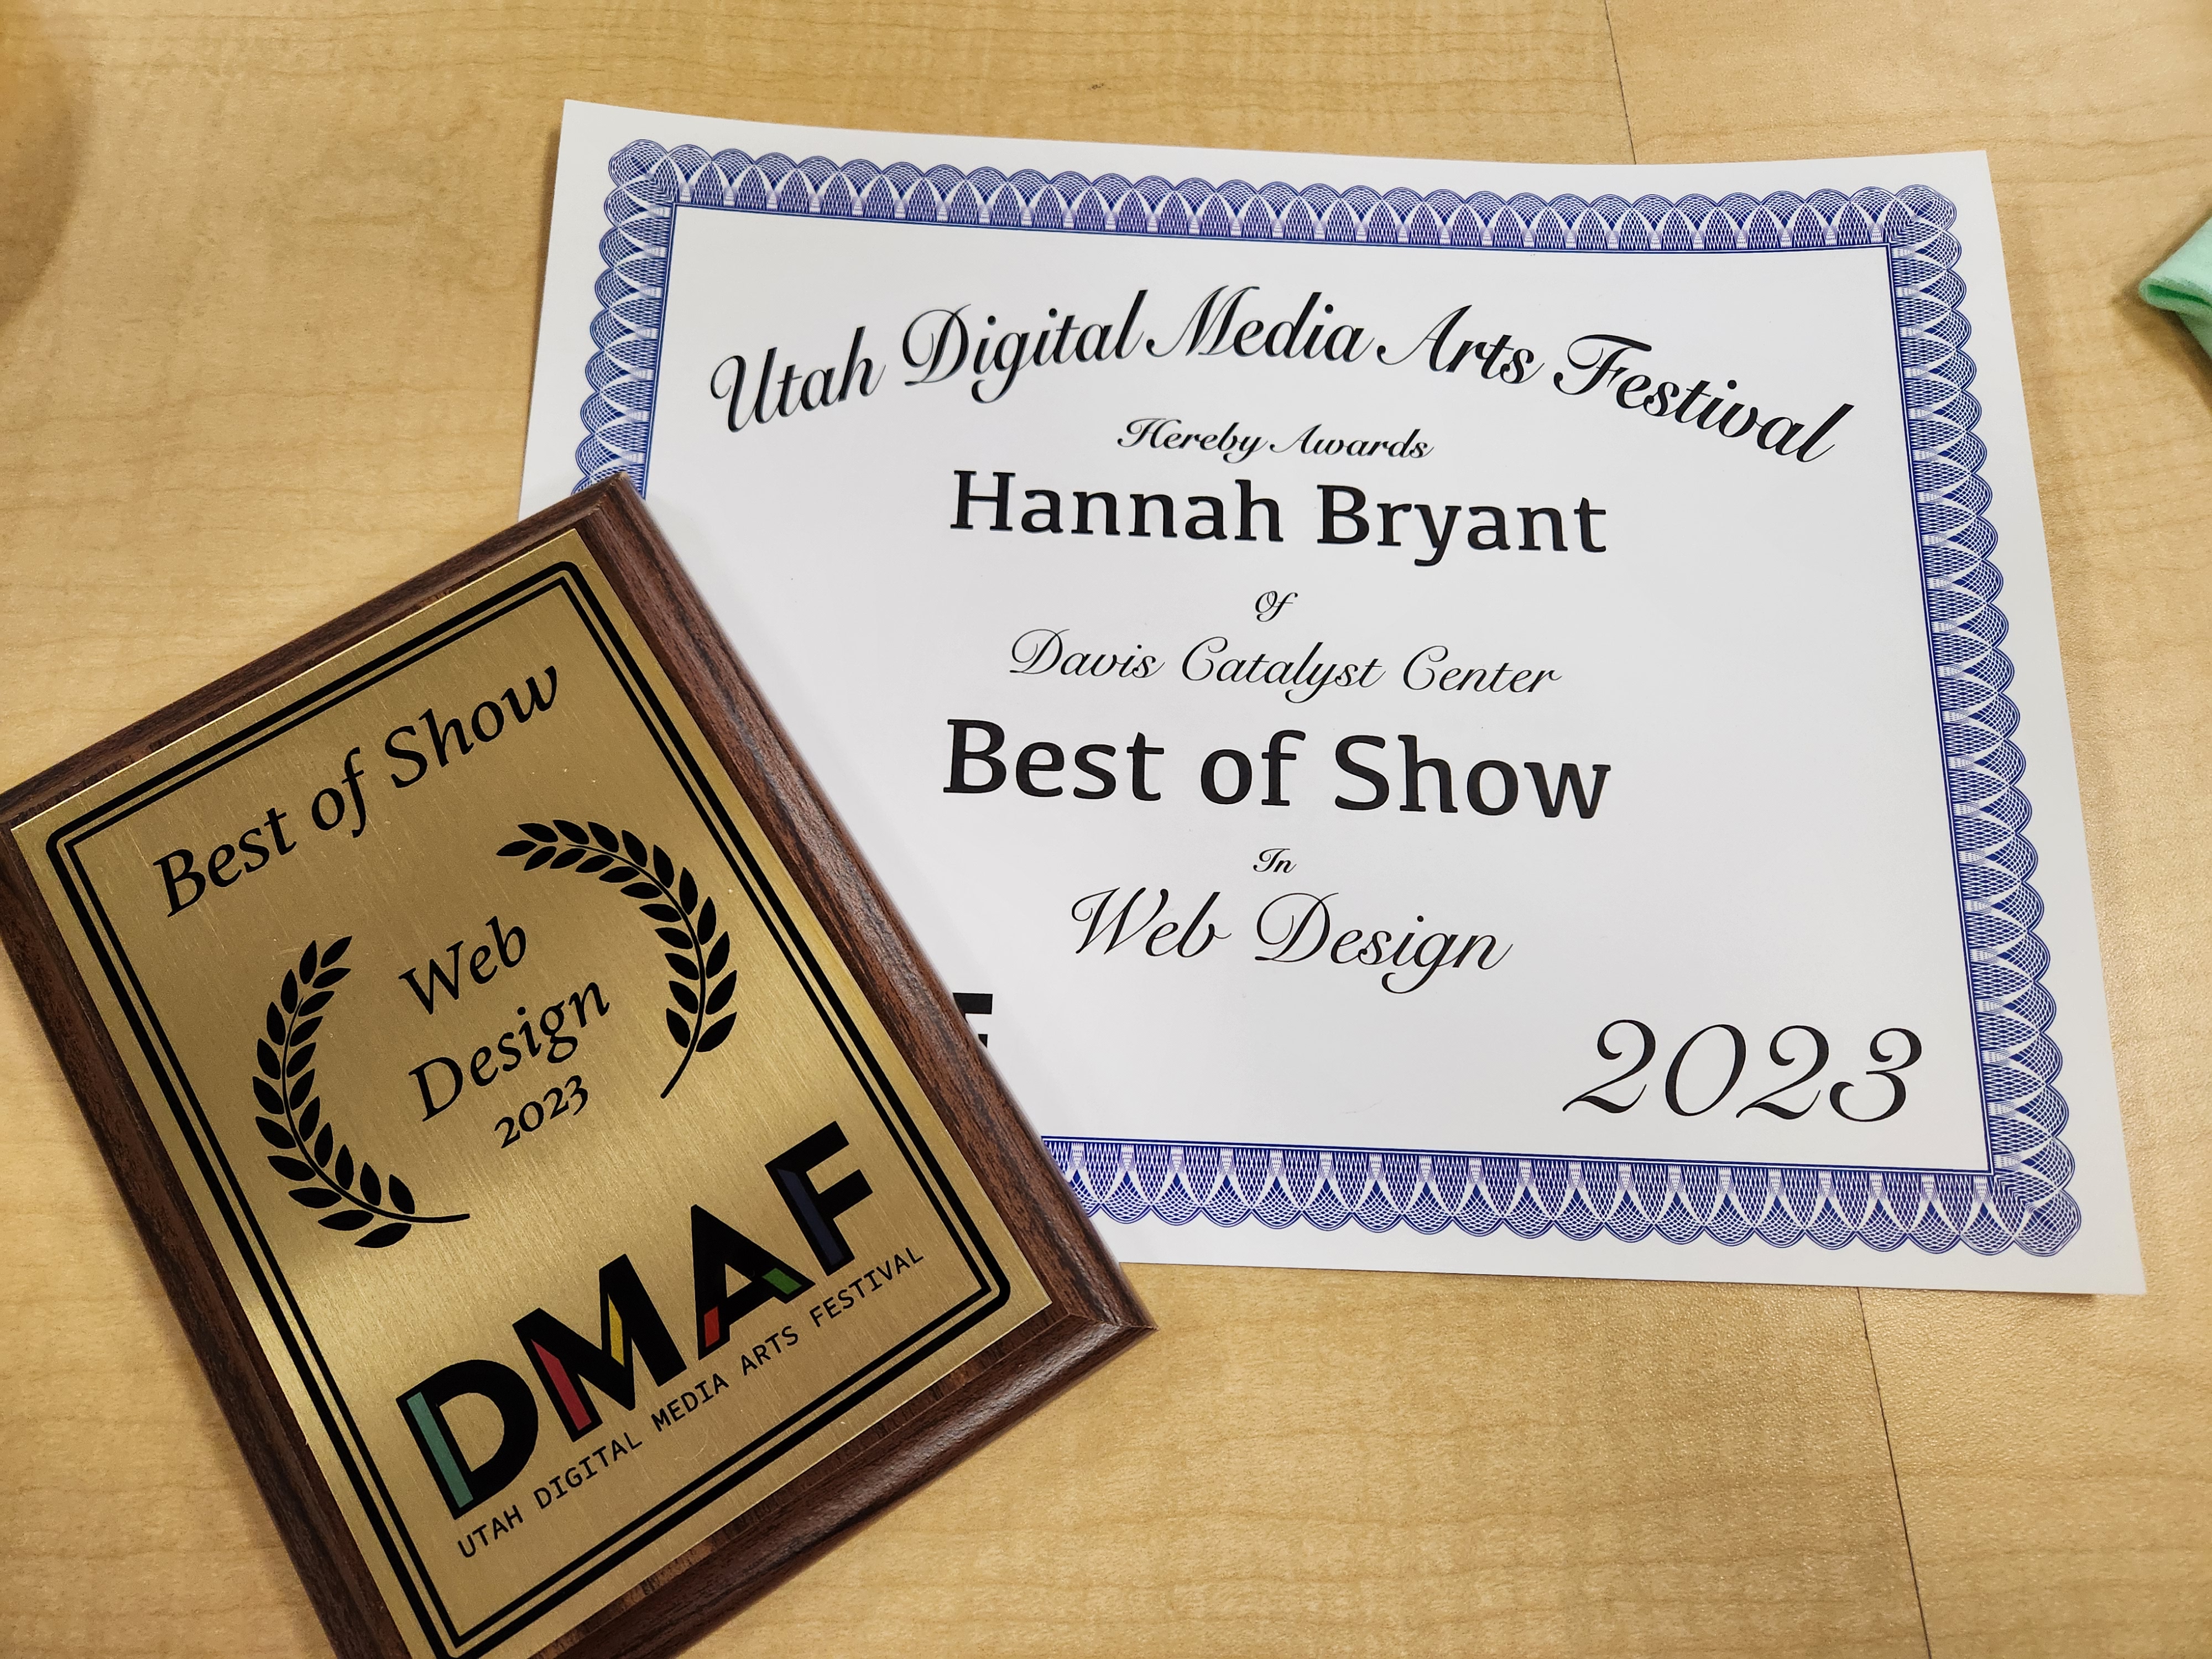 Utah Digital Media Arts Festival
Hereby Awards
Hannah Bryant
Of
Davis Catalyst Center
Best of Show
In
Web Design
2023
Best of Show
Web
Design
2023
DMAF
UTAH DIGITAL MEDIA ARTS FESTIVAL